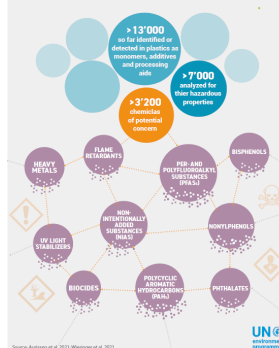 >13'000
so far identified or
detected in plastics as
monomers, additives
and processing
aids
>7'000
analyzed for
thier hazardous
properties
>3'200
chemiclas
of potential
concern
HEAVY
METALS
FLAME
RETARDANTS
PER- AND
POLYFLUOROALKYL
SUBSTANCES
(PFASs)
BISPHENOLS
NON-
INTENTIONALLY
ADDED
SUBSTANCES
(NIAS)
NONYLPHENOLS
UV LIGHT
STABILIZERS
BIOCIDES
POLYCYCLIC
AROMATIC
HYDROCARBONS
(PAHs)
PHTHALATES
UN
environment
programme